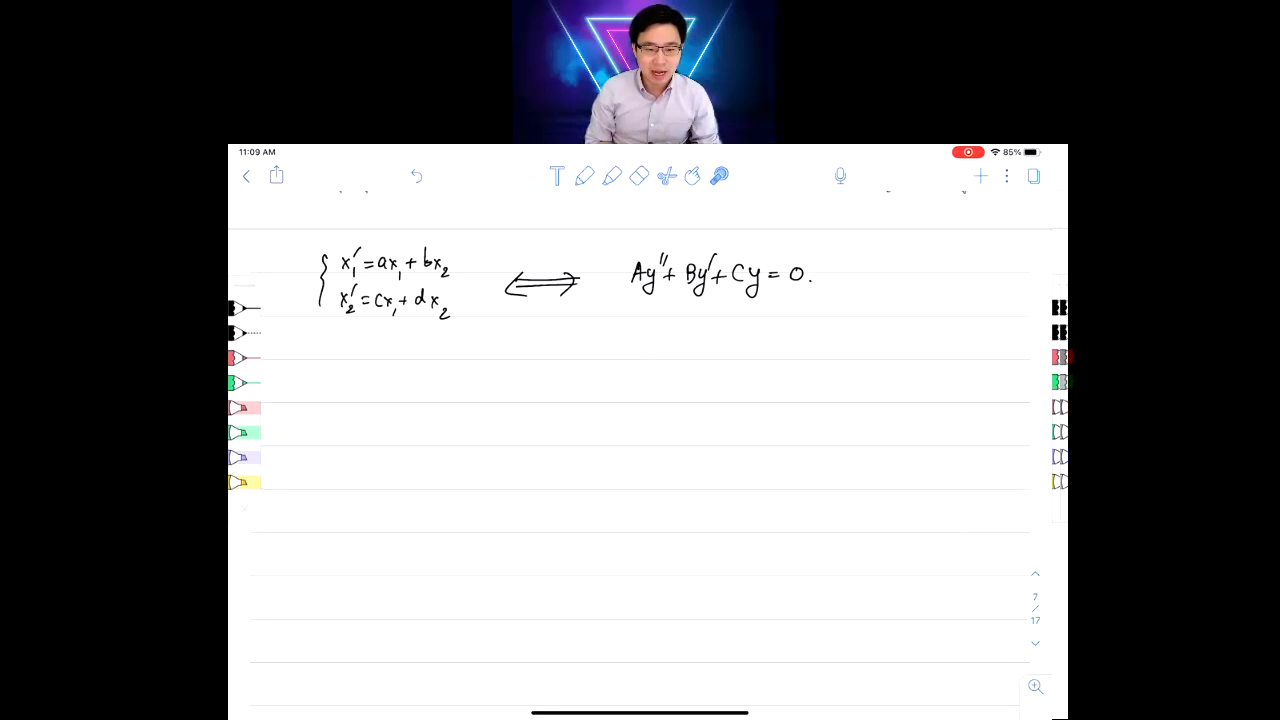 11:09 AM
85%
T
x₁' = ax₁ + bx₂
x₂' = cx₁ + dx₂
⟺ Ay'' + By' + Cy = 0.
7
/
17